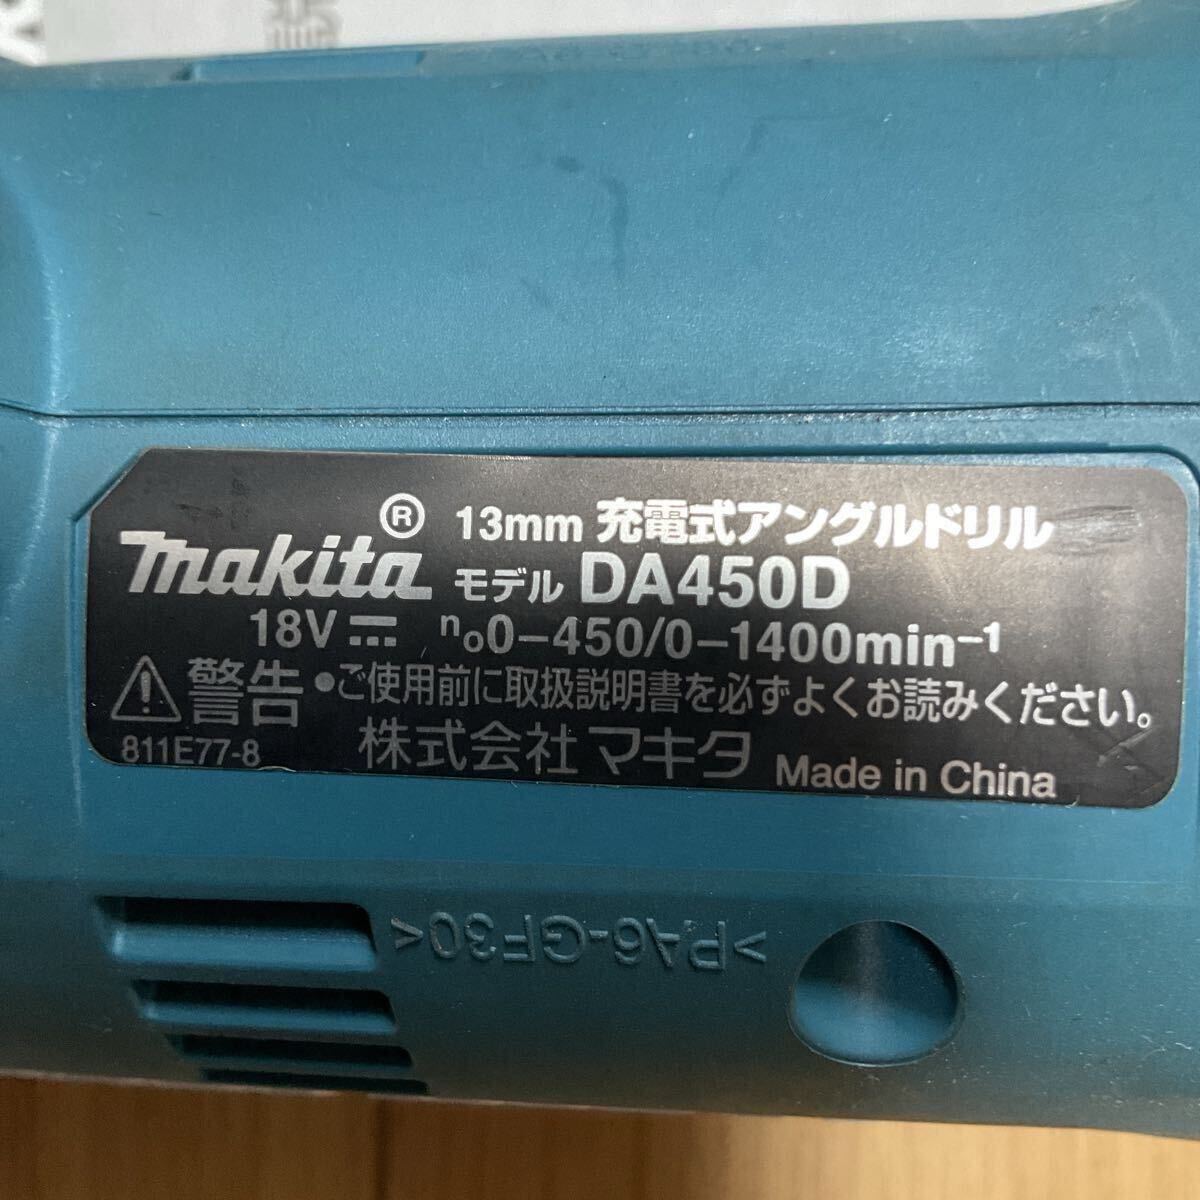 makita® 13mm 充電式アングルドリル
モデル DA450D
18V ⎓ n₀0-450/0-1400min⁻¹
⚠警告 •ご使用前に取扱説明書を必ずよくお読みください。
811E77-8 株式会社マキタ Made in China
>PA6-GF30<